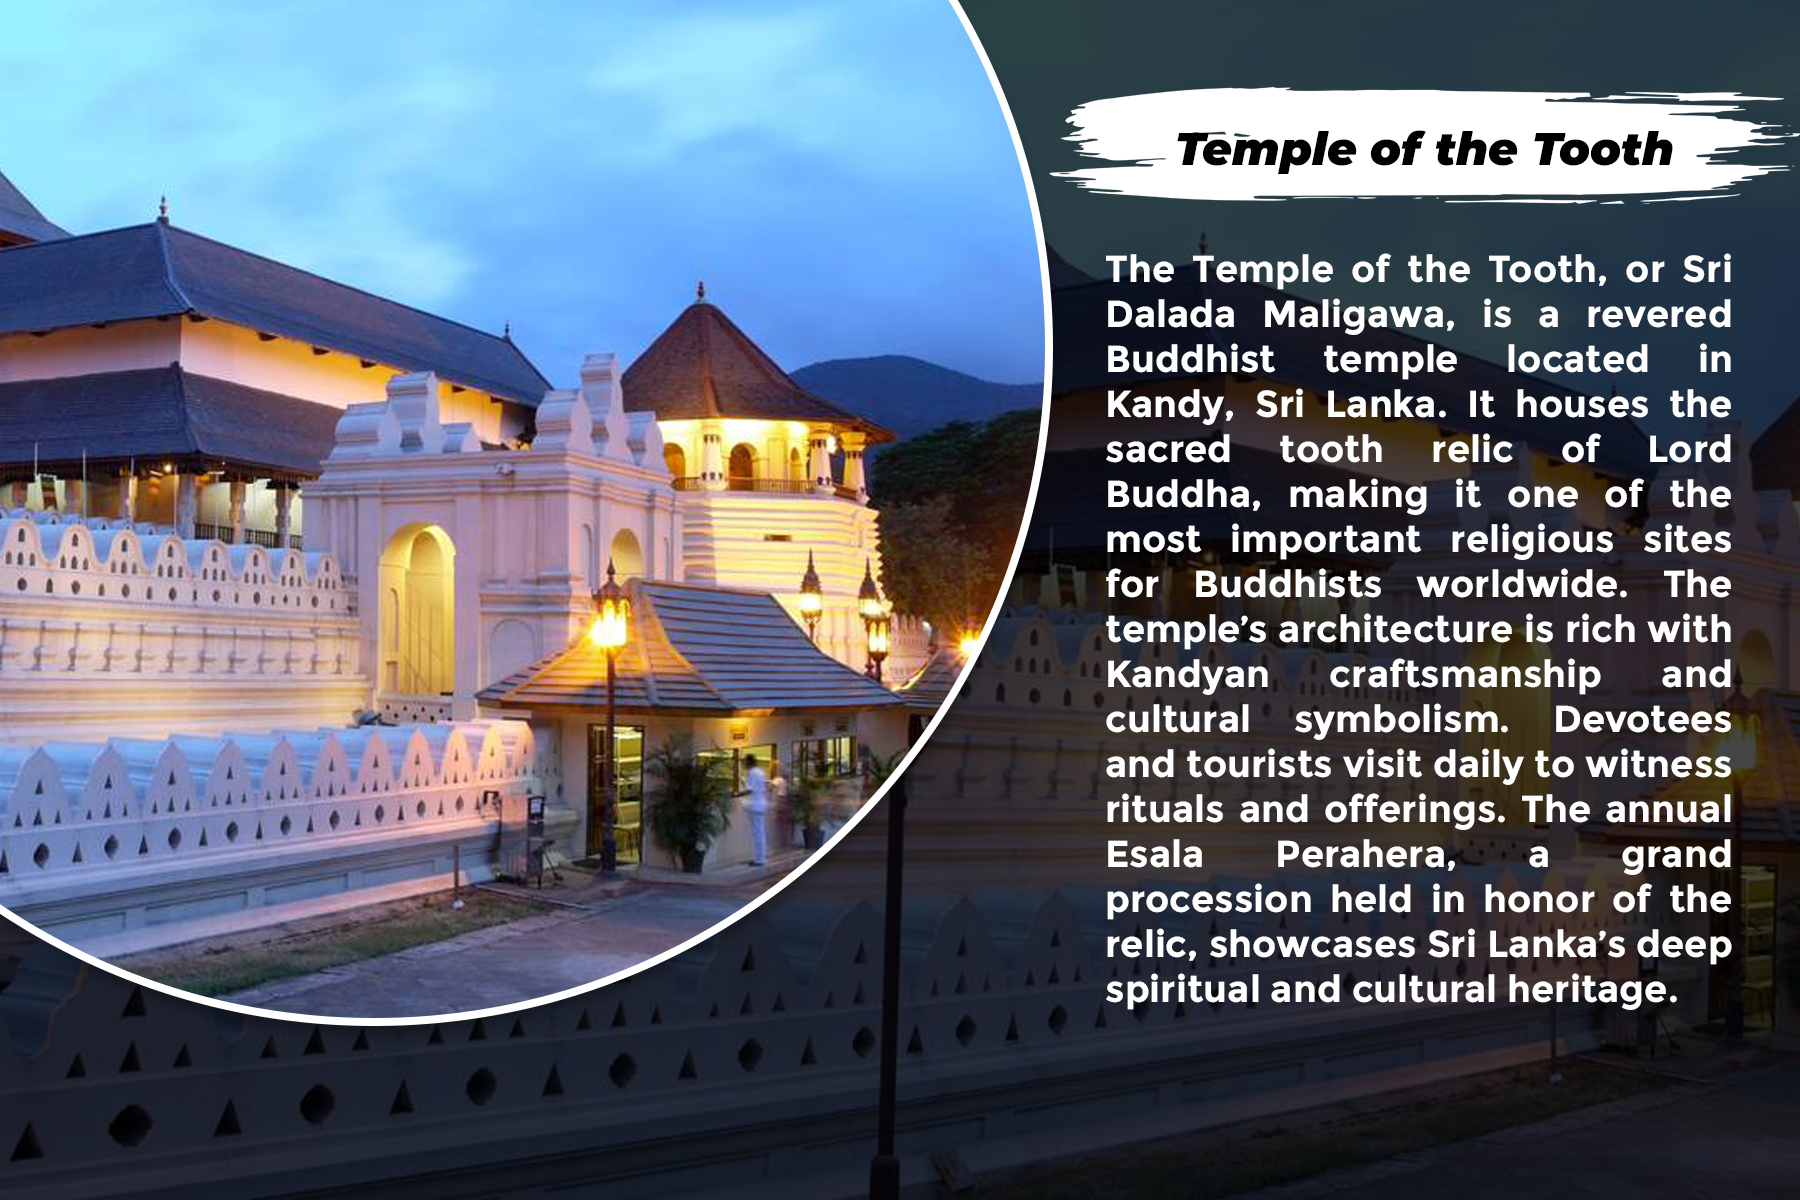 Temple of the Tooth
The Temple of the Tooth, or Sri
Dalada Maligawa, is a revered
Buddhist temple located in
Kandy, Sri Lanka. It houses the
sacred tooth relic of Lord
Buddha, making it one of the
most important religious sites
for Buddhists worldwide. The
temple’s architecture is rich with
Kandyan craftsmanship and
cultural symbolism. Devotees
and tourists visit daily to witness
rituals and offerings. The annual
Esala Perahera, a grand
procession held in honor of the
relic, showcases Sri Lanka’s deep
spiritual and cultural heritage.